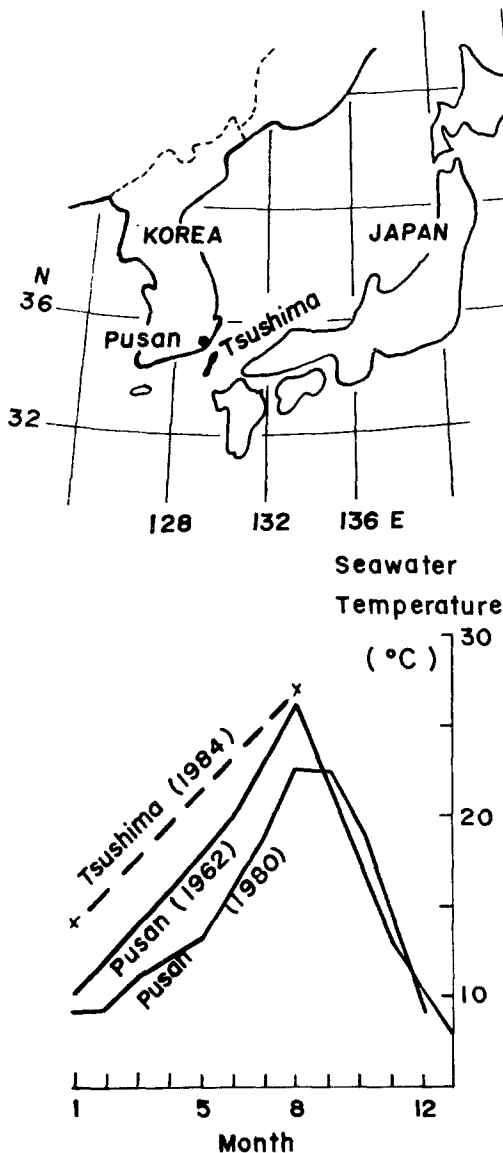 KOREA
JAPAN
N
36
Pusan
Tsushima
32
128
132
136 E
Seawater
Temperature
(°C)
30
20
10
Tsushima (1984)
Pusan (1962)
Pusan (1980)
1
5
8
12
Month